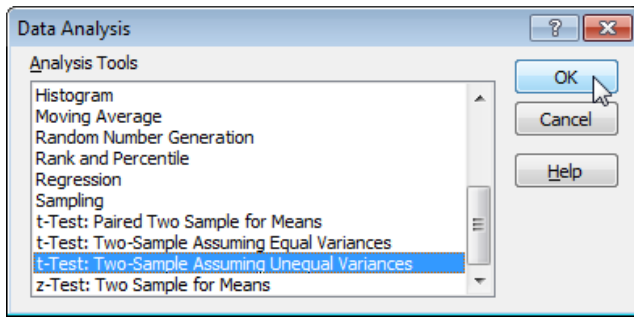 Data Analysis
?
Analysis Tools
Histogram
Moving Average
Random Number Generation
Rank and Percentile
Regression
Sampling
t-Test: Paired Two Sample for Means
t-Test: Two-Sample Assuming Equal Variances
t-Test: Two-Sample Assuming Unequal Variances
z-Test: Two Sample for Means
OK
Cancel
Help